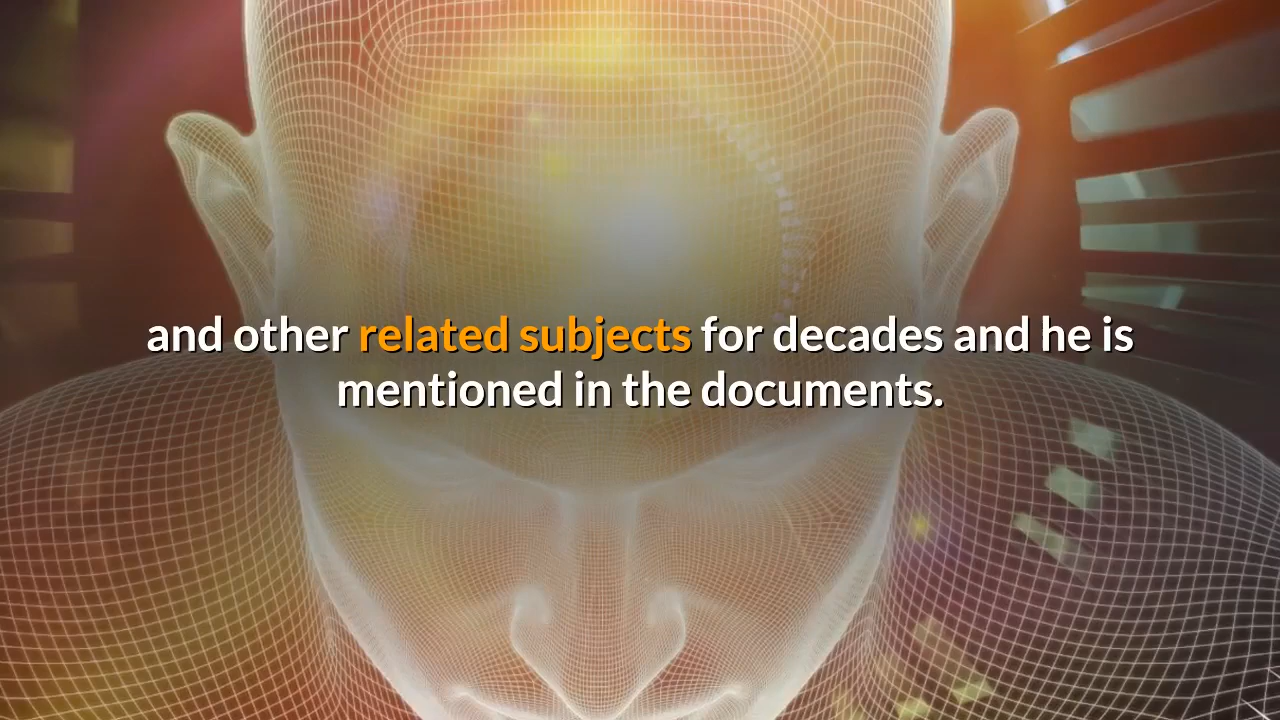 and other related subjects for decades and he is
mentioned in the documents.